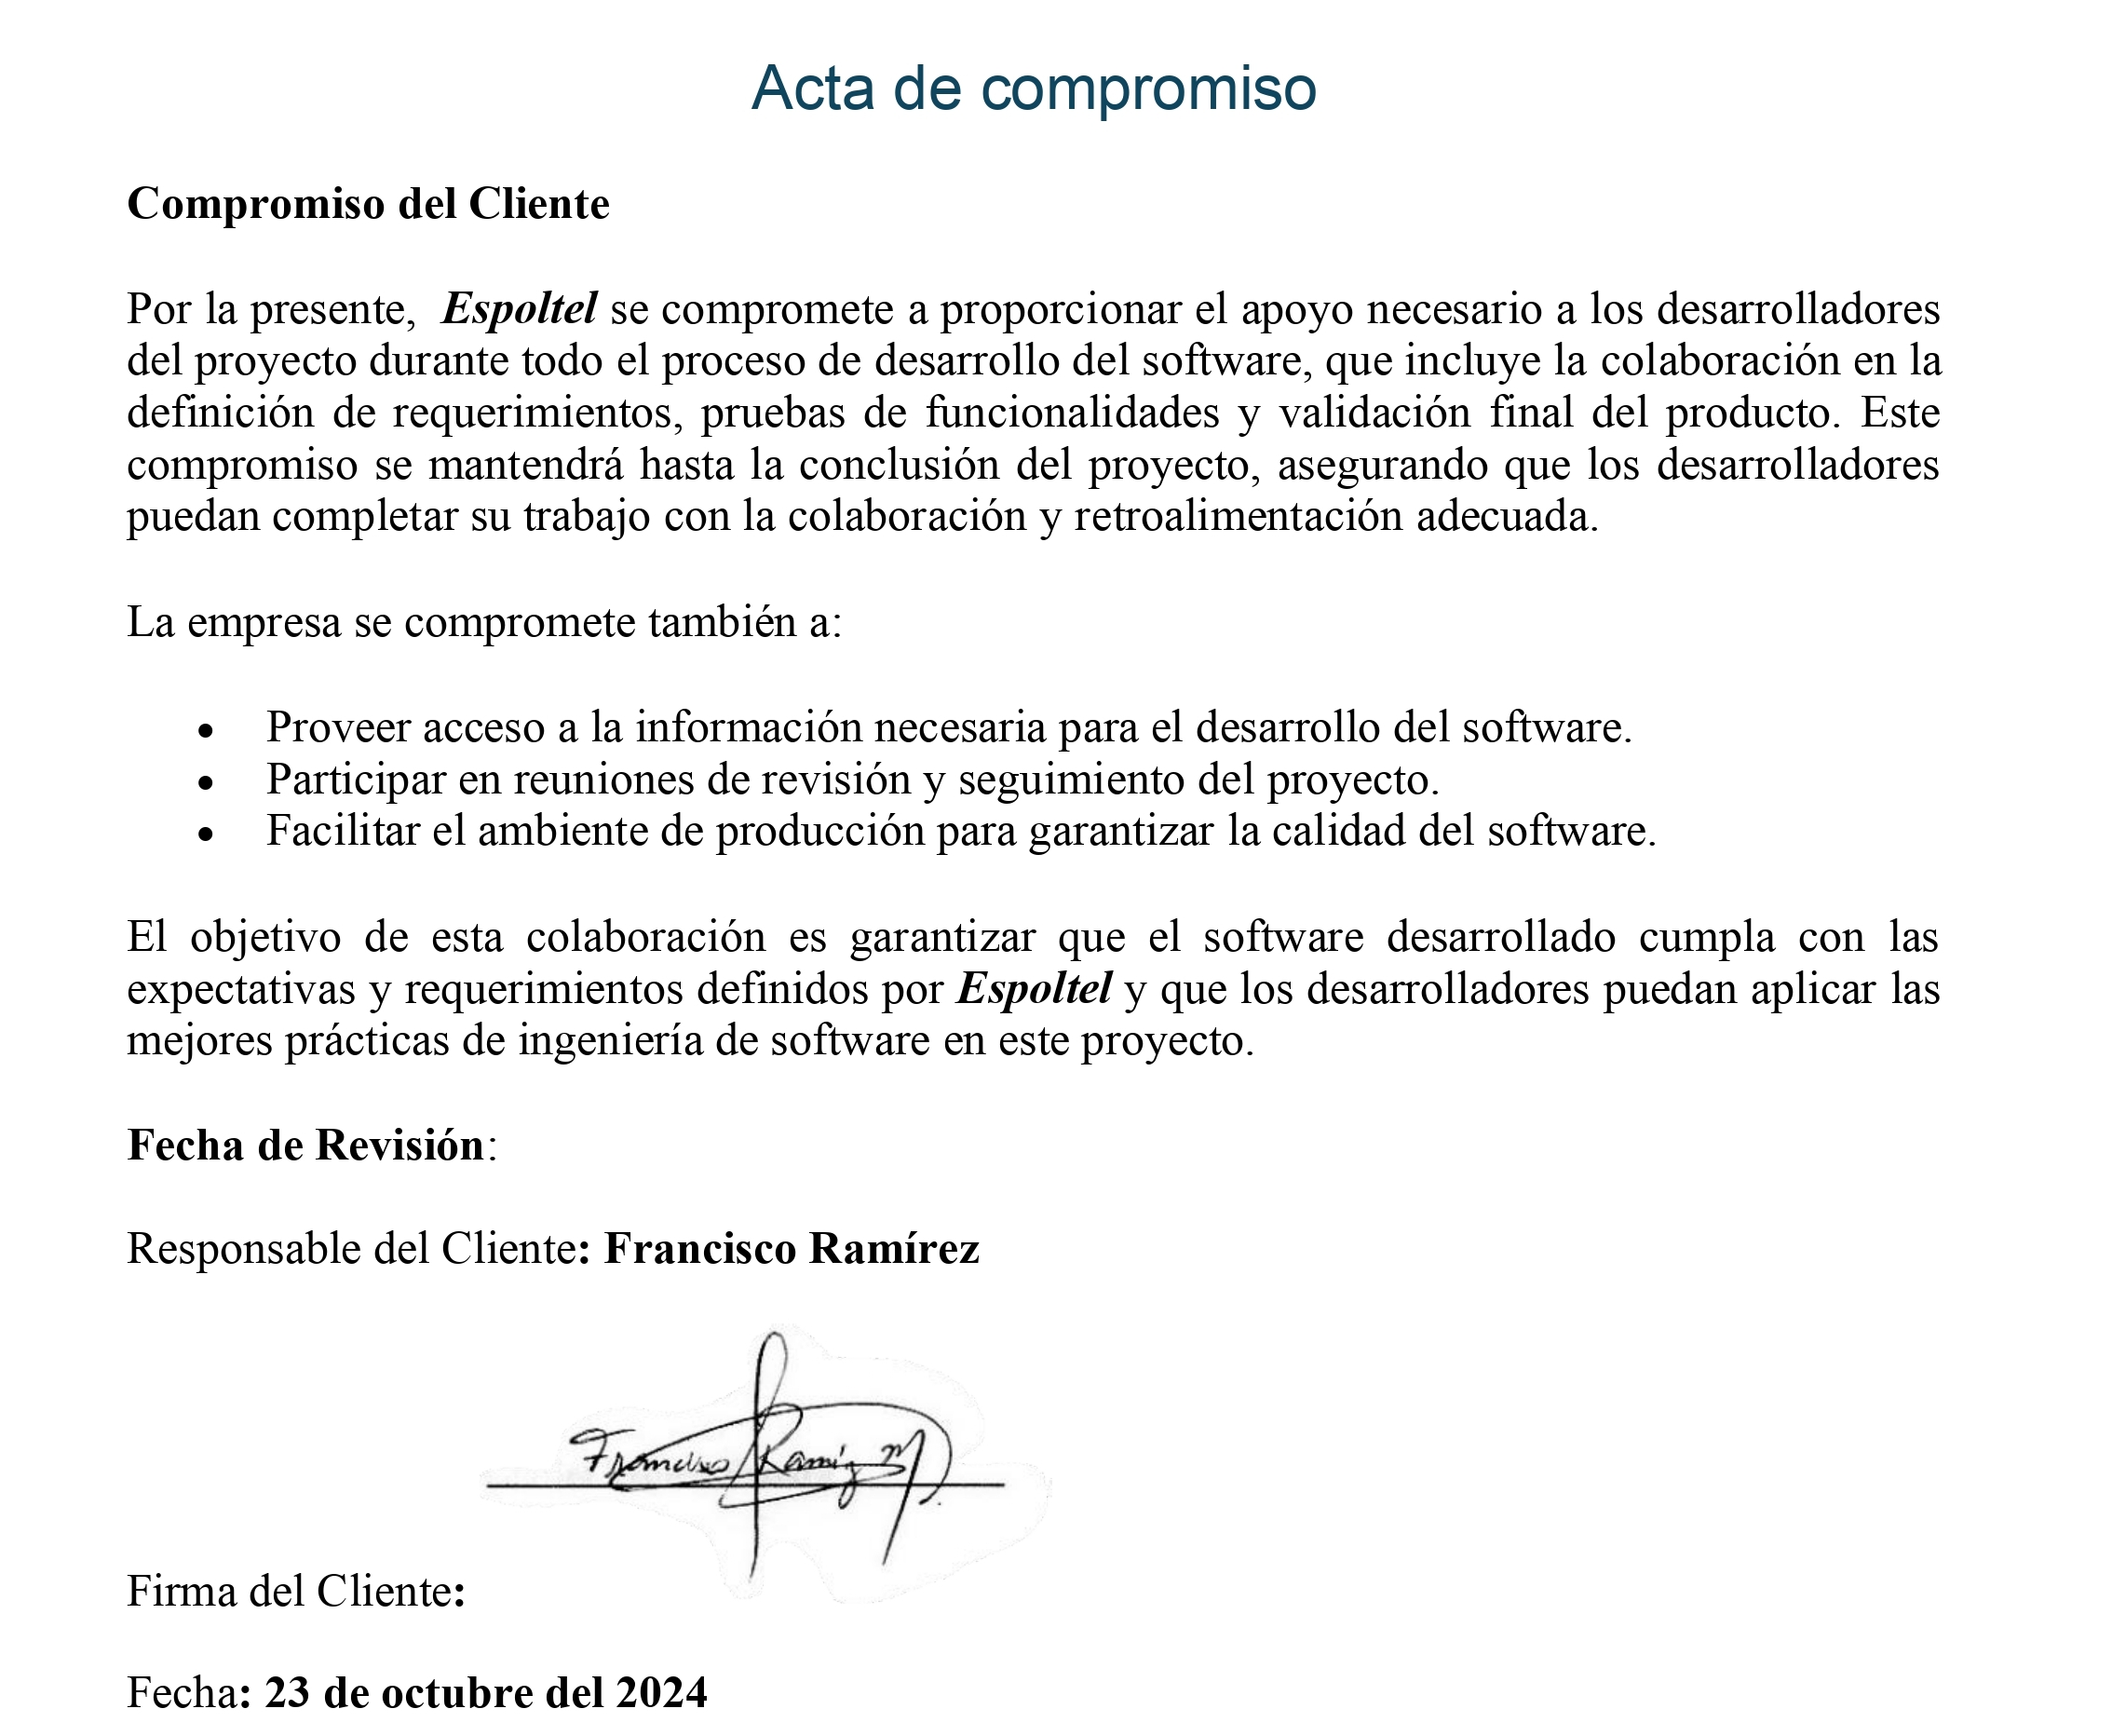 Acta de compromiso
Compromiso del Cliente
Por la presente, Espoltel se compromete a proporcionar el apoyo necesario a los desarrolladores
del proyecto durante todo el proceso de desarrollo del software, que incluye la colaboración en la
definición de requerimientos, pruebas de funcionalidades y validación final del producto. Este
compromiso se mantendrá hasta la conclusión del proyecto, asegurando que los desarrolladores
puedan completar su trabajo con la colaboración y retroalimentación adecuada.
La empresa se compromete también a:
• Proveer acceso a la información necesaria para el desarrollo del software.
• Participar en reuniones de revisión y seguimiento del proyecto.
• Facilitar el ambiente de producción para garantizar la calidad del software.
El objetivo de esta colaboración es garantizar que el software desarrollado cumpla con las
expectativas y requerimientos definidos por Espoltel y que los desarrolladores puedan aplicar las
mejores prácticas de ingeniería de software en este proyecto.
Fecha de Revisión:
Responsable del Cliente: Francisco Ramírez
Francisco
Firma del Cliente:
Fecha: 23 de octubre del 2024